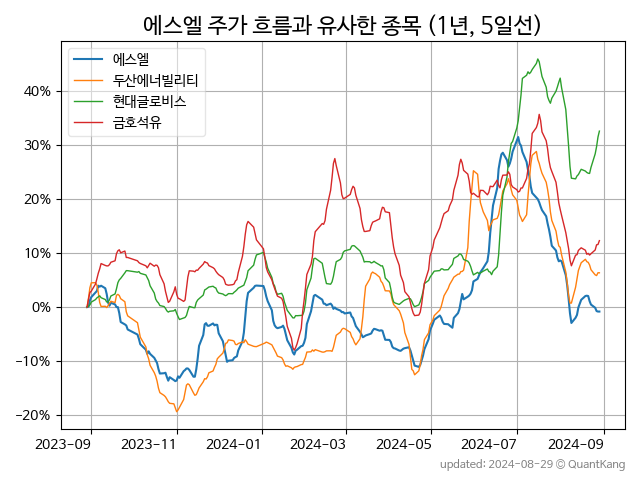 에스엘 주가 흐름과 유사한 종목 (1년, 5일선)
에스엘
두산에너빌리티
현대글로비스
금호석유
40%
30%
20%
10%
0%
−10%
−20%
2023-09
2023-11
2024-01
2024-03
2024-05
2024-07
2024-09
updated: 2024-08-29 © QuantKang